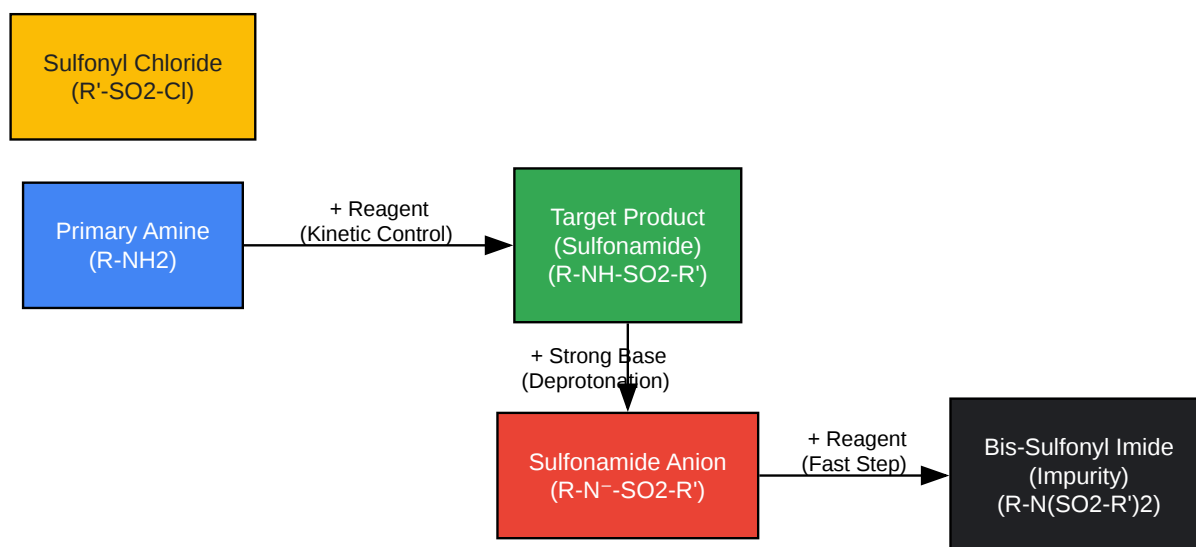 Sulfonyl Chloride
(R'-SO2-Cl)
Primary Amine
(R-NH2)
+ Reagent
(Kinetic Control)
Target Product
(Sulfonamide)
(R-NH-SO2-R')
+ Strong Base
(Deprotonation)
Sulfonamide Anion
(R-N⁻-SO2-R')
+ Reagent
(Fast Step)
Bis-Sulfonyl Imide
(Impurity)
(R-N(SO2-R')2)